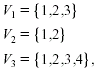 V₁ = {1,2,3}
V₂ = {1,2}
V₃ = {1,2,3,4},